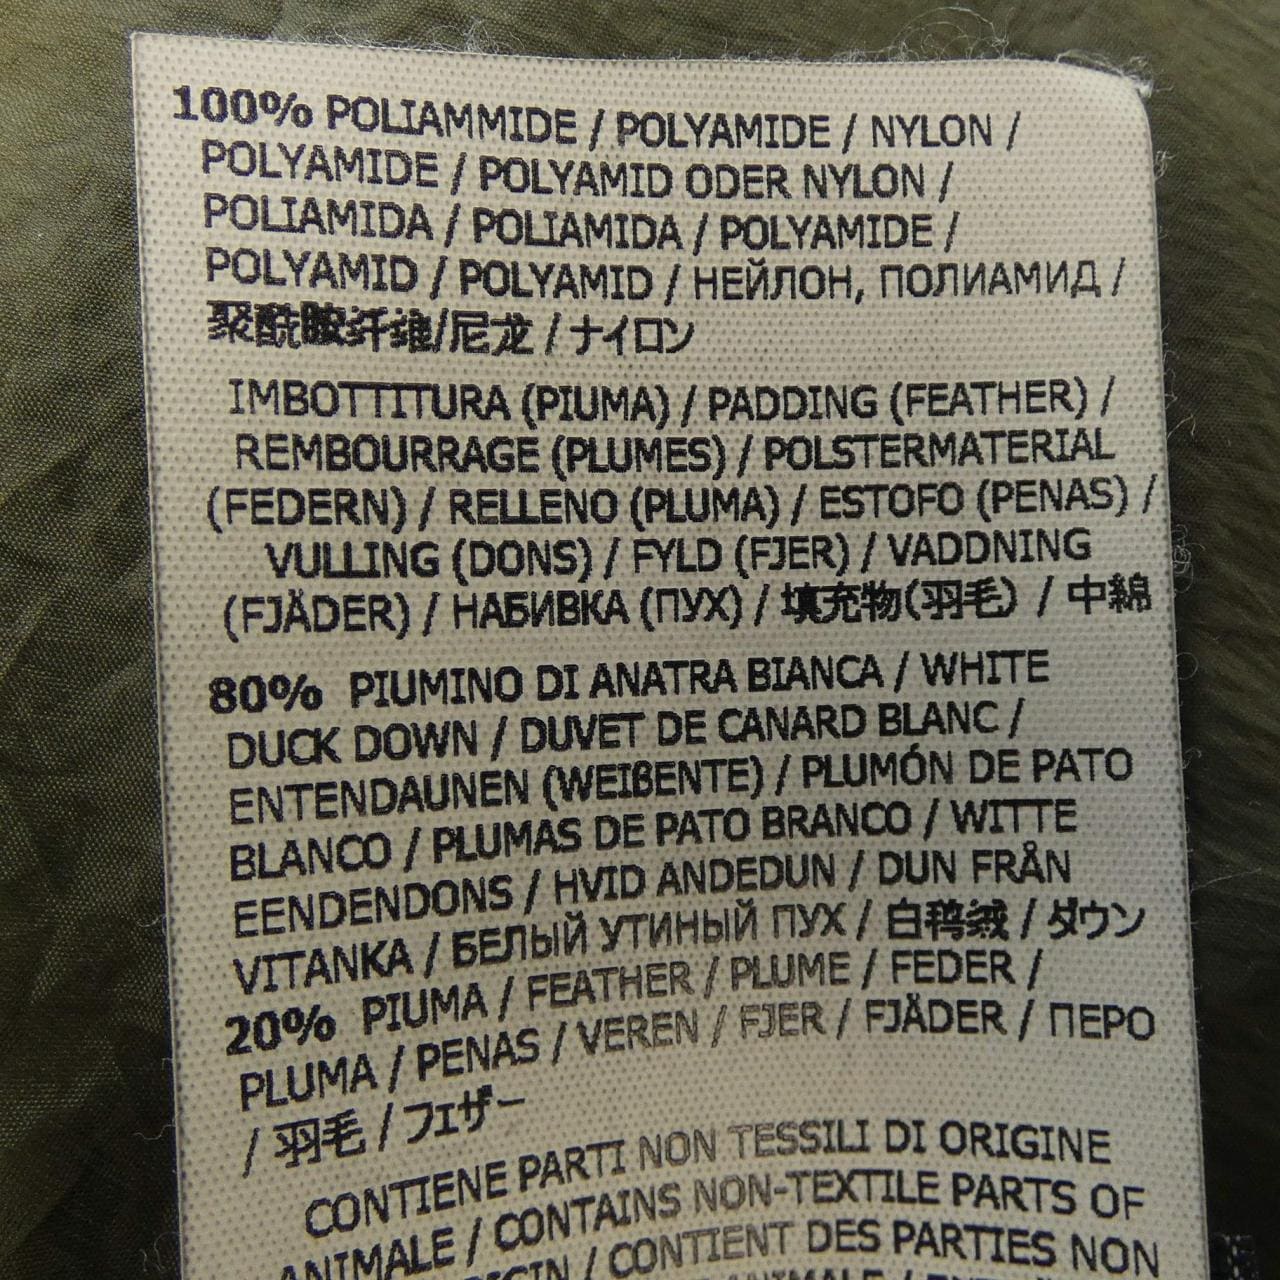 100% POLIAMMIDE / POLYAMIDE / NYLON /
POLYAMIDE / POLYAMID ODER NYLON /
POLIAMIDA / POLIAMIDA / POLYAMIDE /
POLYAMID / POLYAMID / НЕЙЛОН, ПОЛИАМИД /
聚酰胺纤维/尼龙 / ナイロン
IMBOTTITURA (PIUMA) / PADDING (FEATHER) /
REMBOURRAGE (PLUMES) / POLSTERMATERIAL
(FEDERN) / RELLENO (PLUMA) / ESTOFO (PENAS) /
VULLING (DONS) / FYLD (FJER) / VADDNING
(FJÄDER) / НАБИВКА (ПУХ) / 填充物(羽毛) / 中綿
80% PIUMINO DI ANATRA BIANCA / WHITE
DUCK DOWN / DUVET DE CANARD BLANC /
ENTENDAUNEN (WEIßENTE) / PLUMÓN DE PATO
BLANCO / PLUMAS DE PATO BRANCO / WITTE
EENDENDONS / HVID ANDEDUN / DUN FRÅN
VITANKA / БЕЛЫЙ УТИНЫЙ ПУХ / 白鸭绒 / ダウン
20% PIUMA / FEATHER / PLUME / FEDER /
PLUMA / PENAS / VEREN / FJER / FJÄDER / ПЕРО
/ 羽毛 / フェザー
CONTIENE PARTI NON TESSILI DI ORIGINE
ANIMALE / CONTAINS NON-TEXTILE PARTS OF
/ CONTIENT DES PARTIES NON